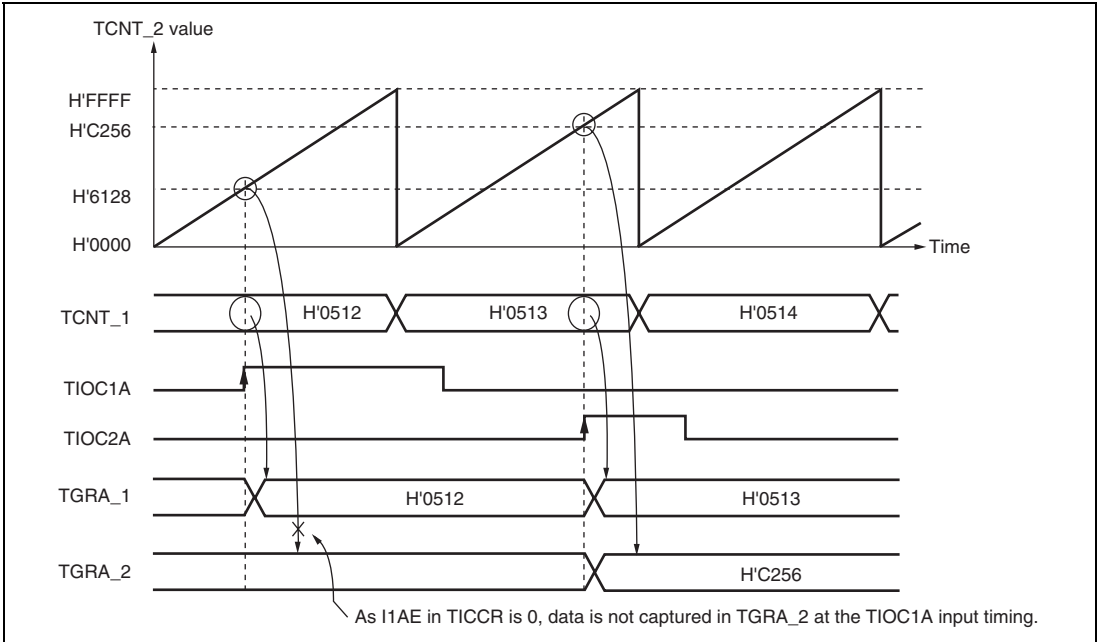 TCNT_2 value
H'FFFF
H'C256
H'6128
H'0000
Time
TCNT_1
H'0512
H'0513
H'0514
TIOC1A
TIOC2A
TGRA_1
H'0512
H'0513
TGRA_2
H'C256
As I1AE in TICCR is 0, data is not captured in TGRA_2 at the TIOC1A input timing.